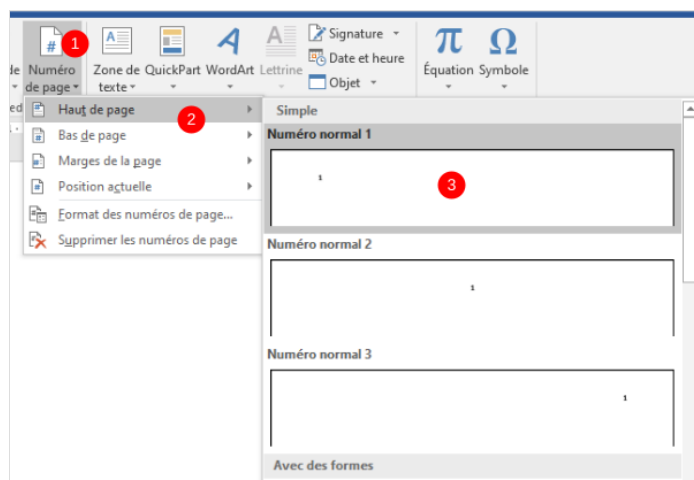 # 1 A A A Signature π Ω
Date et heure
de Numéro Zone de QuickPart WordArt Lettrine Équation Symbole
de page texte Objet
ed Haut de page 2 Simple
Bas de page Numéro normal 1
Marges de la page 1 3
Position actuelle
Format des numéros de page...
Supprimer les numéros de page Numéro normal 2
1
Numéro normal 3
1
Avec des formes